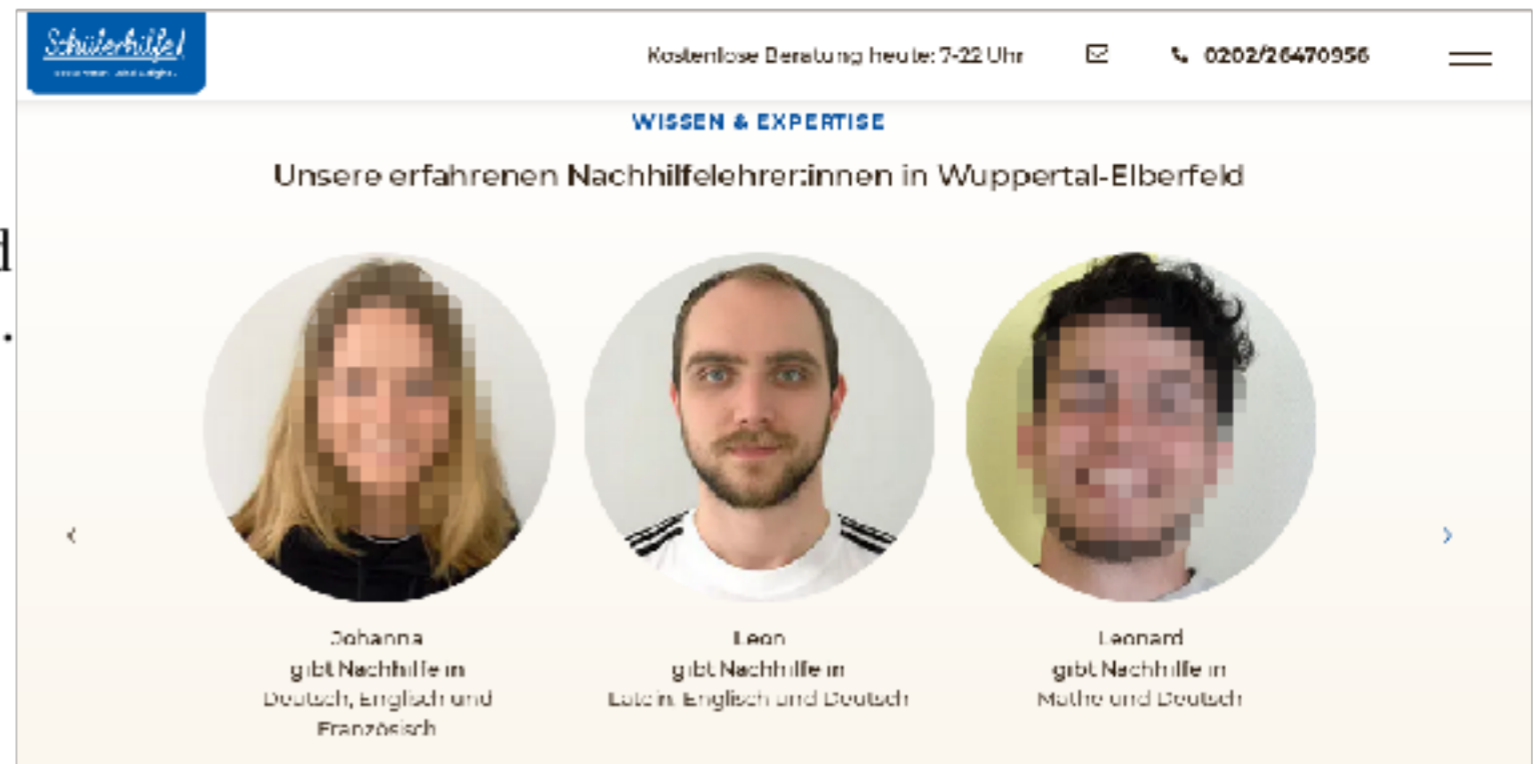 Schülerhilfe!
Kostenlose Beratung heute: 7-22 Uhr
0202/26470956
WISSEN & EXPERTISE
Unsere erfahrenen Nachhilfelehrer:innen in Wuppertal-Elberfeld
d
.
Johanna
gibt Nachhilfe in
Deutsch, Englisch und
Französisch
Leon
gibt Nachhilfe in
Latein, Englisch und Deutsch
Leonard
gibt Nachhilfe in
Mathe und Deutsch